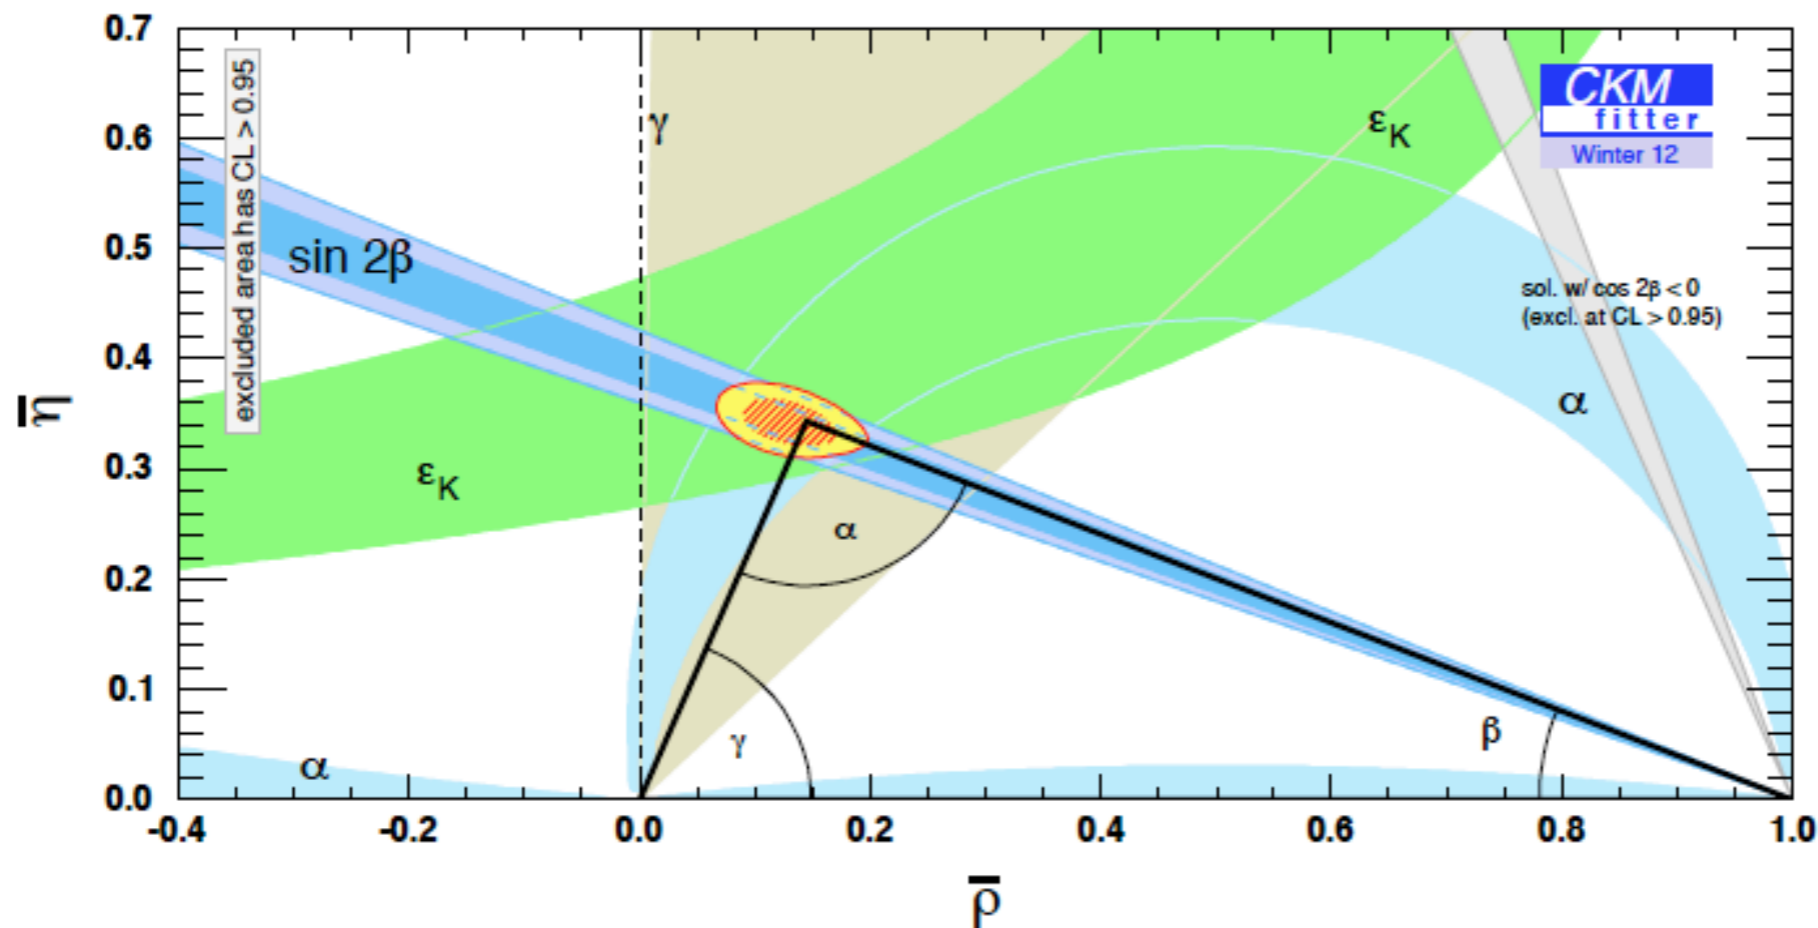 0.7
0.6
0.5
0.4
0.3
0.2
0.1
0.0
η̅
excluded area has CL > 0.95
γ
ε_K
CKM
fitter
Winter 12
sin 2β
sol. w/ cos 2β < 0
(excl. at CL > 0.95)
α
ε_K
α
β
γ
α
-0.4 -0.2 0.0 0.2 0.4 0.6 0.8 1.0
ρ̅